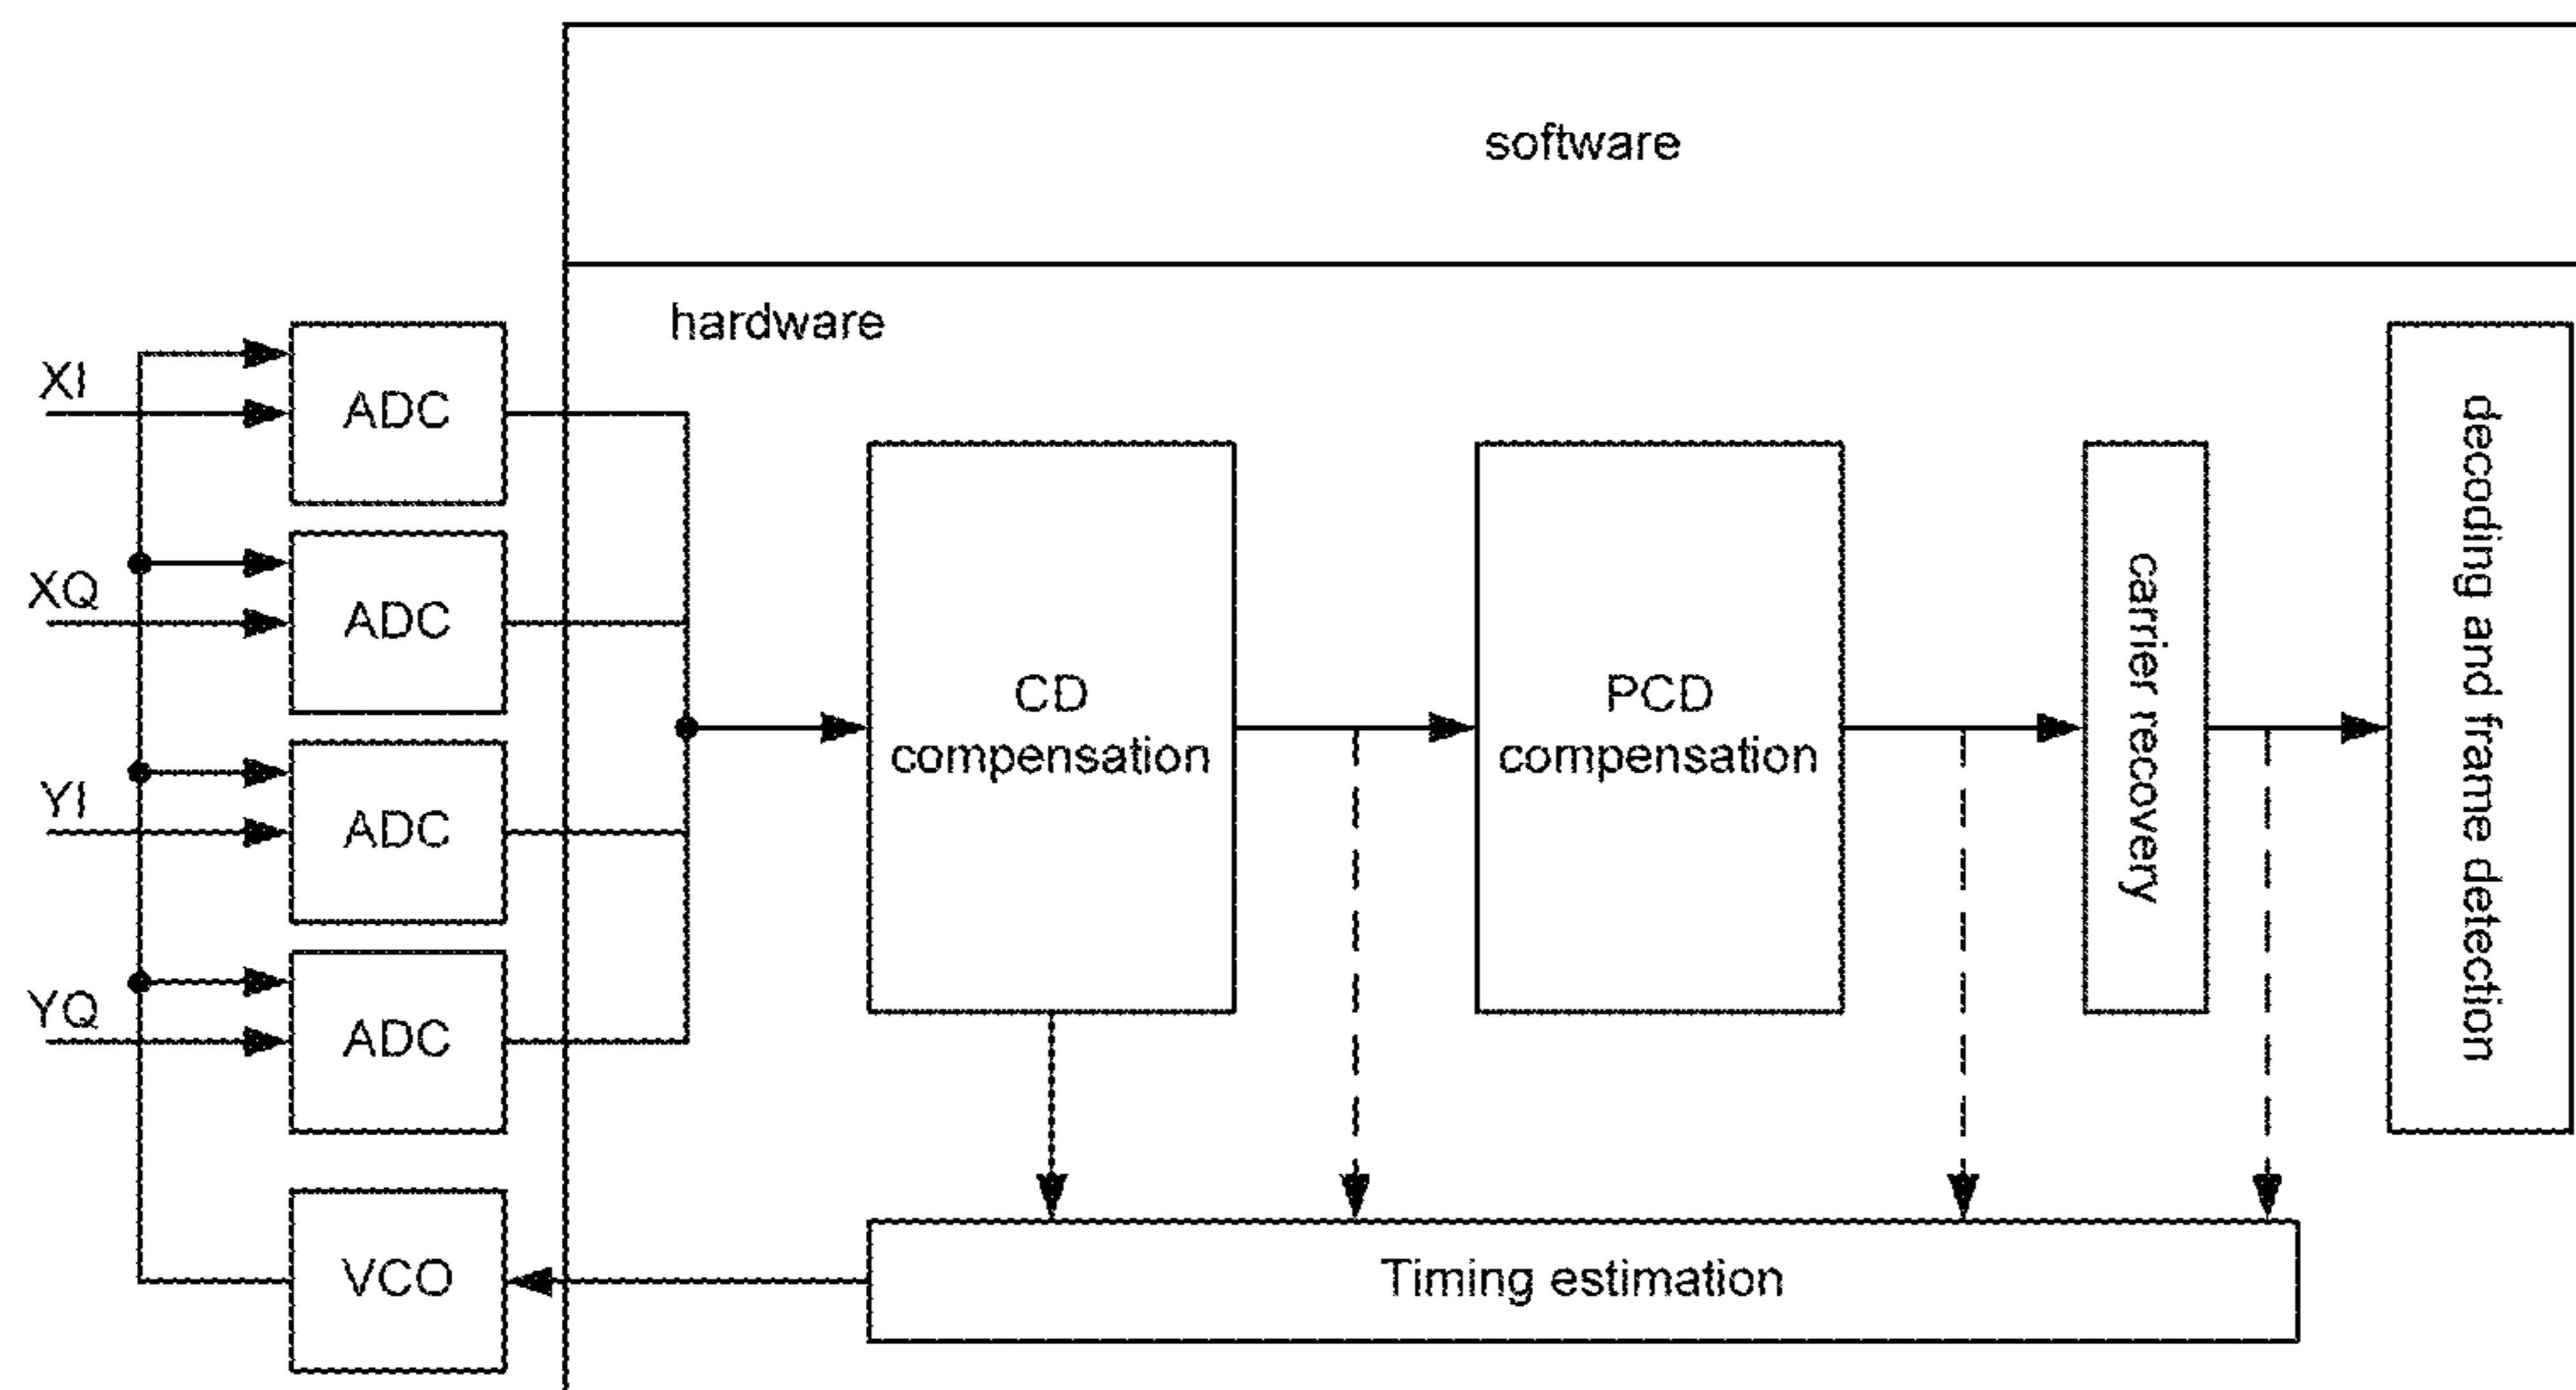 software
hardware
XI
ADC
XQ
ADC
YI
ADC
YQ
ADC
VCO
CD
compensation
PCD
compensation
carrier recovery
decoding and frame detection
Timing estimation